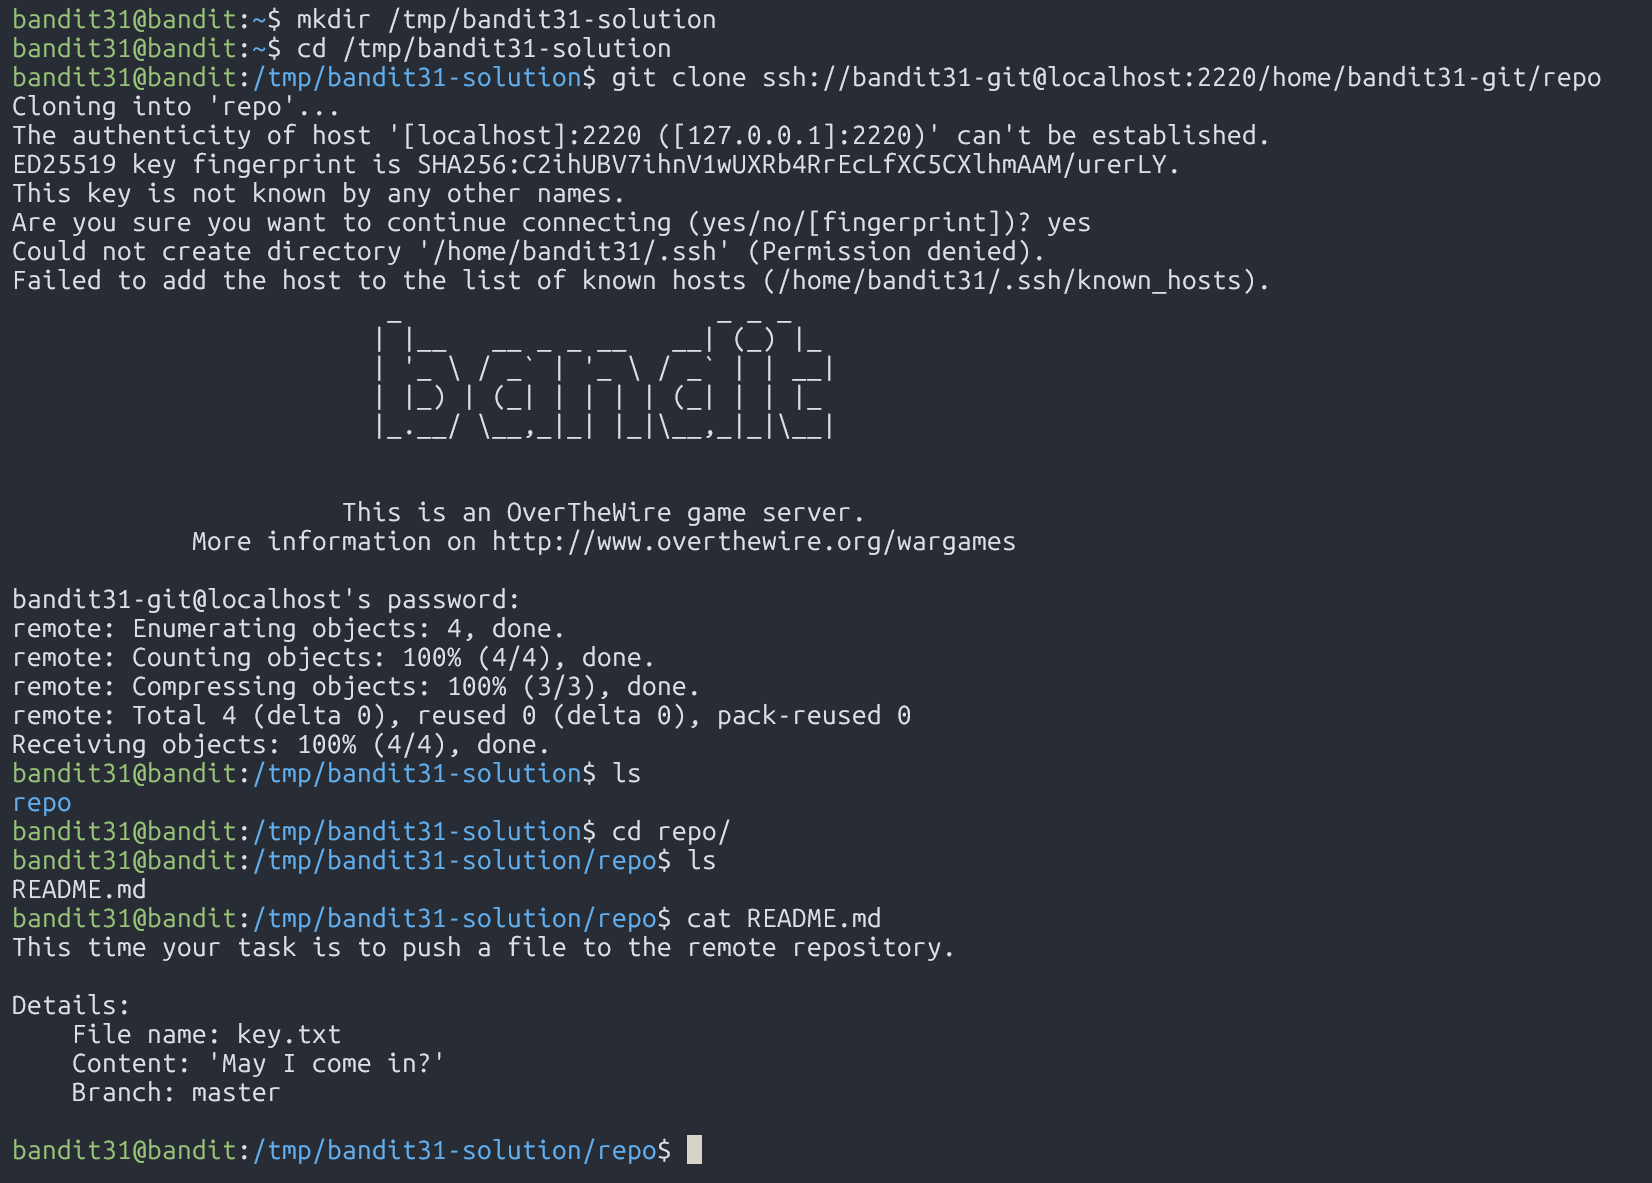 bandit31@bandit:~$ mkdir /tmp/bandit31-solution
bandit31@bandit:~$ cd /tmp/bandit31-solution
bandit31@bandit:/tmp/bandit31-solution$ git clone ssh://bandit31-git@localhost:2220/home/bandit31-git/repo
Cloning into 'repo'...
The authenticity of host '[localhost]:2220 ([127.0.0.1]:2220)' can't be established.
ED25519 key fingerprint is SHA256:C2ihUBV7ihnV1wUXRb4RrEcLfXC5CXlhmAAM/urerLY.
This key is not known by any other names.
Are you sure you want to continue connecting (yes/no/[fingerprint])? yes
Could not create directory '/home/bandit31/.ssh' (Permission denied).
Failed to add the host to the list of known hosts (/home/bandit31/.ssh/known_hosts).
                         _                     _ _ _
                        | |__   __ _ _ __   __| (_) |_
                        | '_ \ / _` | '_ \ / _` | | __|
                        | |_) | (_| | | | | (_| | | |_
                        |_.__/ \__,_|_| |_|\__,_|_|\__|
                      This is an OverTheWire game server.
            More information on http://www.overthewire.org/wargames
bandit31-git@localhost's password:
remote: Enumerating objects: 4, done.
remote: Counting objects: 100% (4/4), done.
remote: Compressing objects: 100% (3/3), done.
remote: Total 4 (delta 0), reused 0 (delta 0), pack-reused 0
Receiving objects: 100% (4/4), done.
bandit31@bandit:/tmp/bandit31-solution$ ls
repo
bandit31@bandit:/tmp/bandit31-solution$ cd repo/
bandit31@bandit:/tmp/bandit31-solution/repo$ ls
README.md
bandit31@bandit:/tmp/bandit31-solution/repo$ cat README.md
This time your task is to push a file to the remote repository.
Details:
    File name: key.txt
    Content: 'May I come in?'
    Branch: master
bandit31@bandit:/tmp/bandit31-solution/repo$